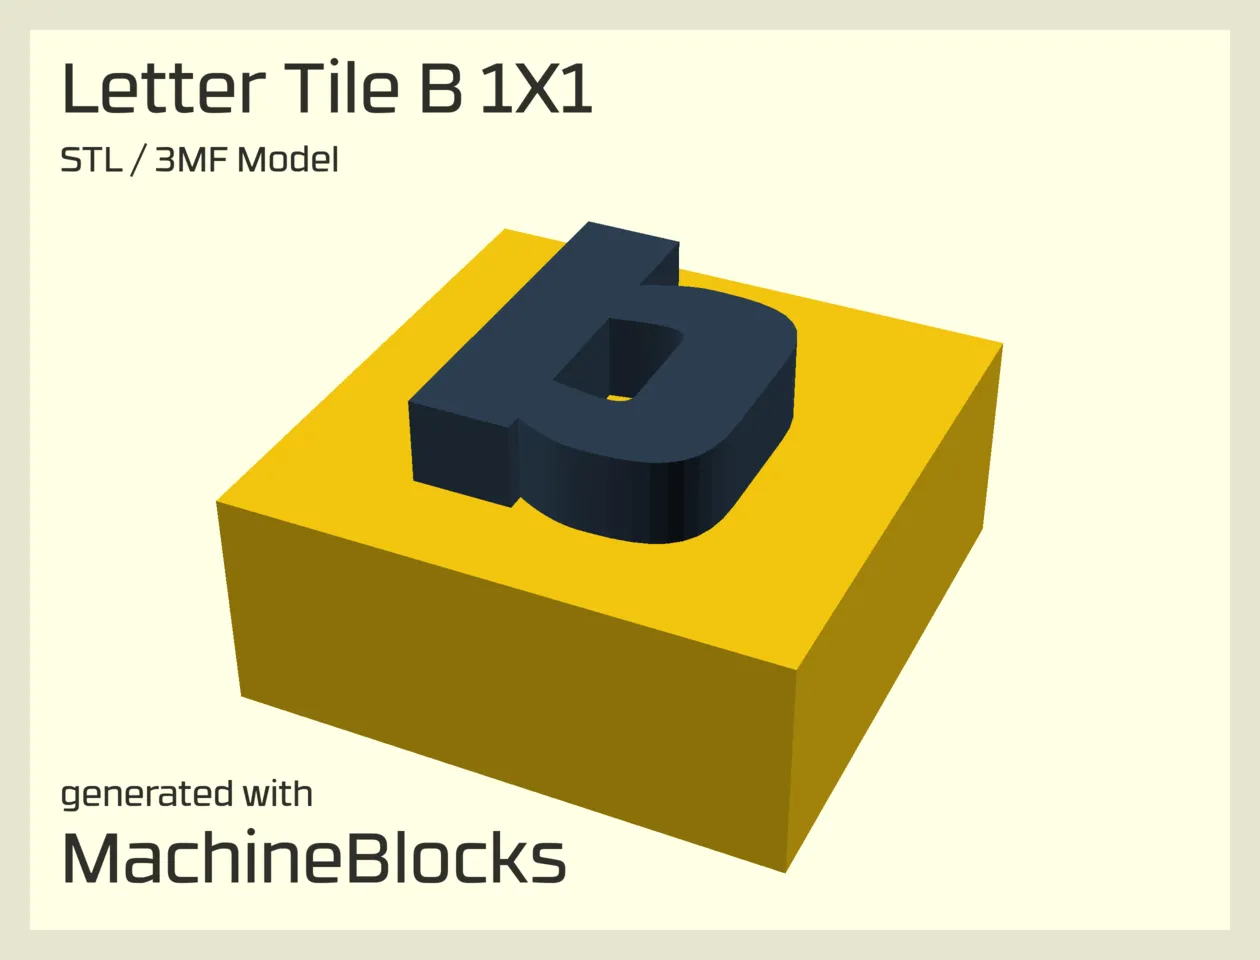 Letter Tile B 1X1
STL / 3MF Model
b
generated with
MachineBlocks